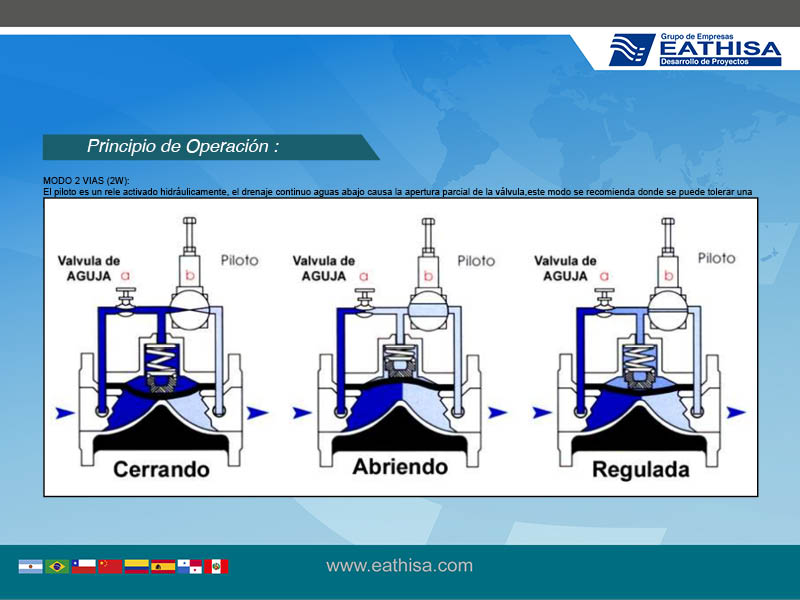 Grupo de Empresas
EATHISA
Desarrollo de Proyectos
Principio de Operación :
MODO 2 VIAS (2W):
El piloto es un rele activado hidráulicamente, el drenaje continuo aguas abajo causa la apertura parcial de la válvula,este modo se recomienda donde se puede tolerar una
Valvula de
AGUJA a
b
Piloto
Cerrando
Valvula de
AGUJA a
b
Piloto
Abriendo
Valvula de
AGUJA a
b
Piloto
Regulada
www.eathisa.com